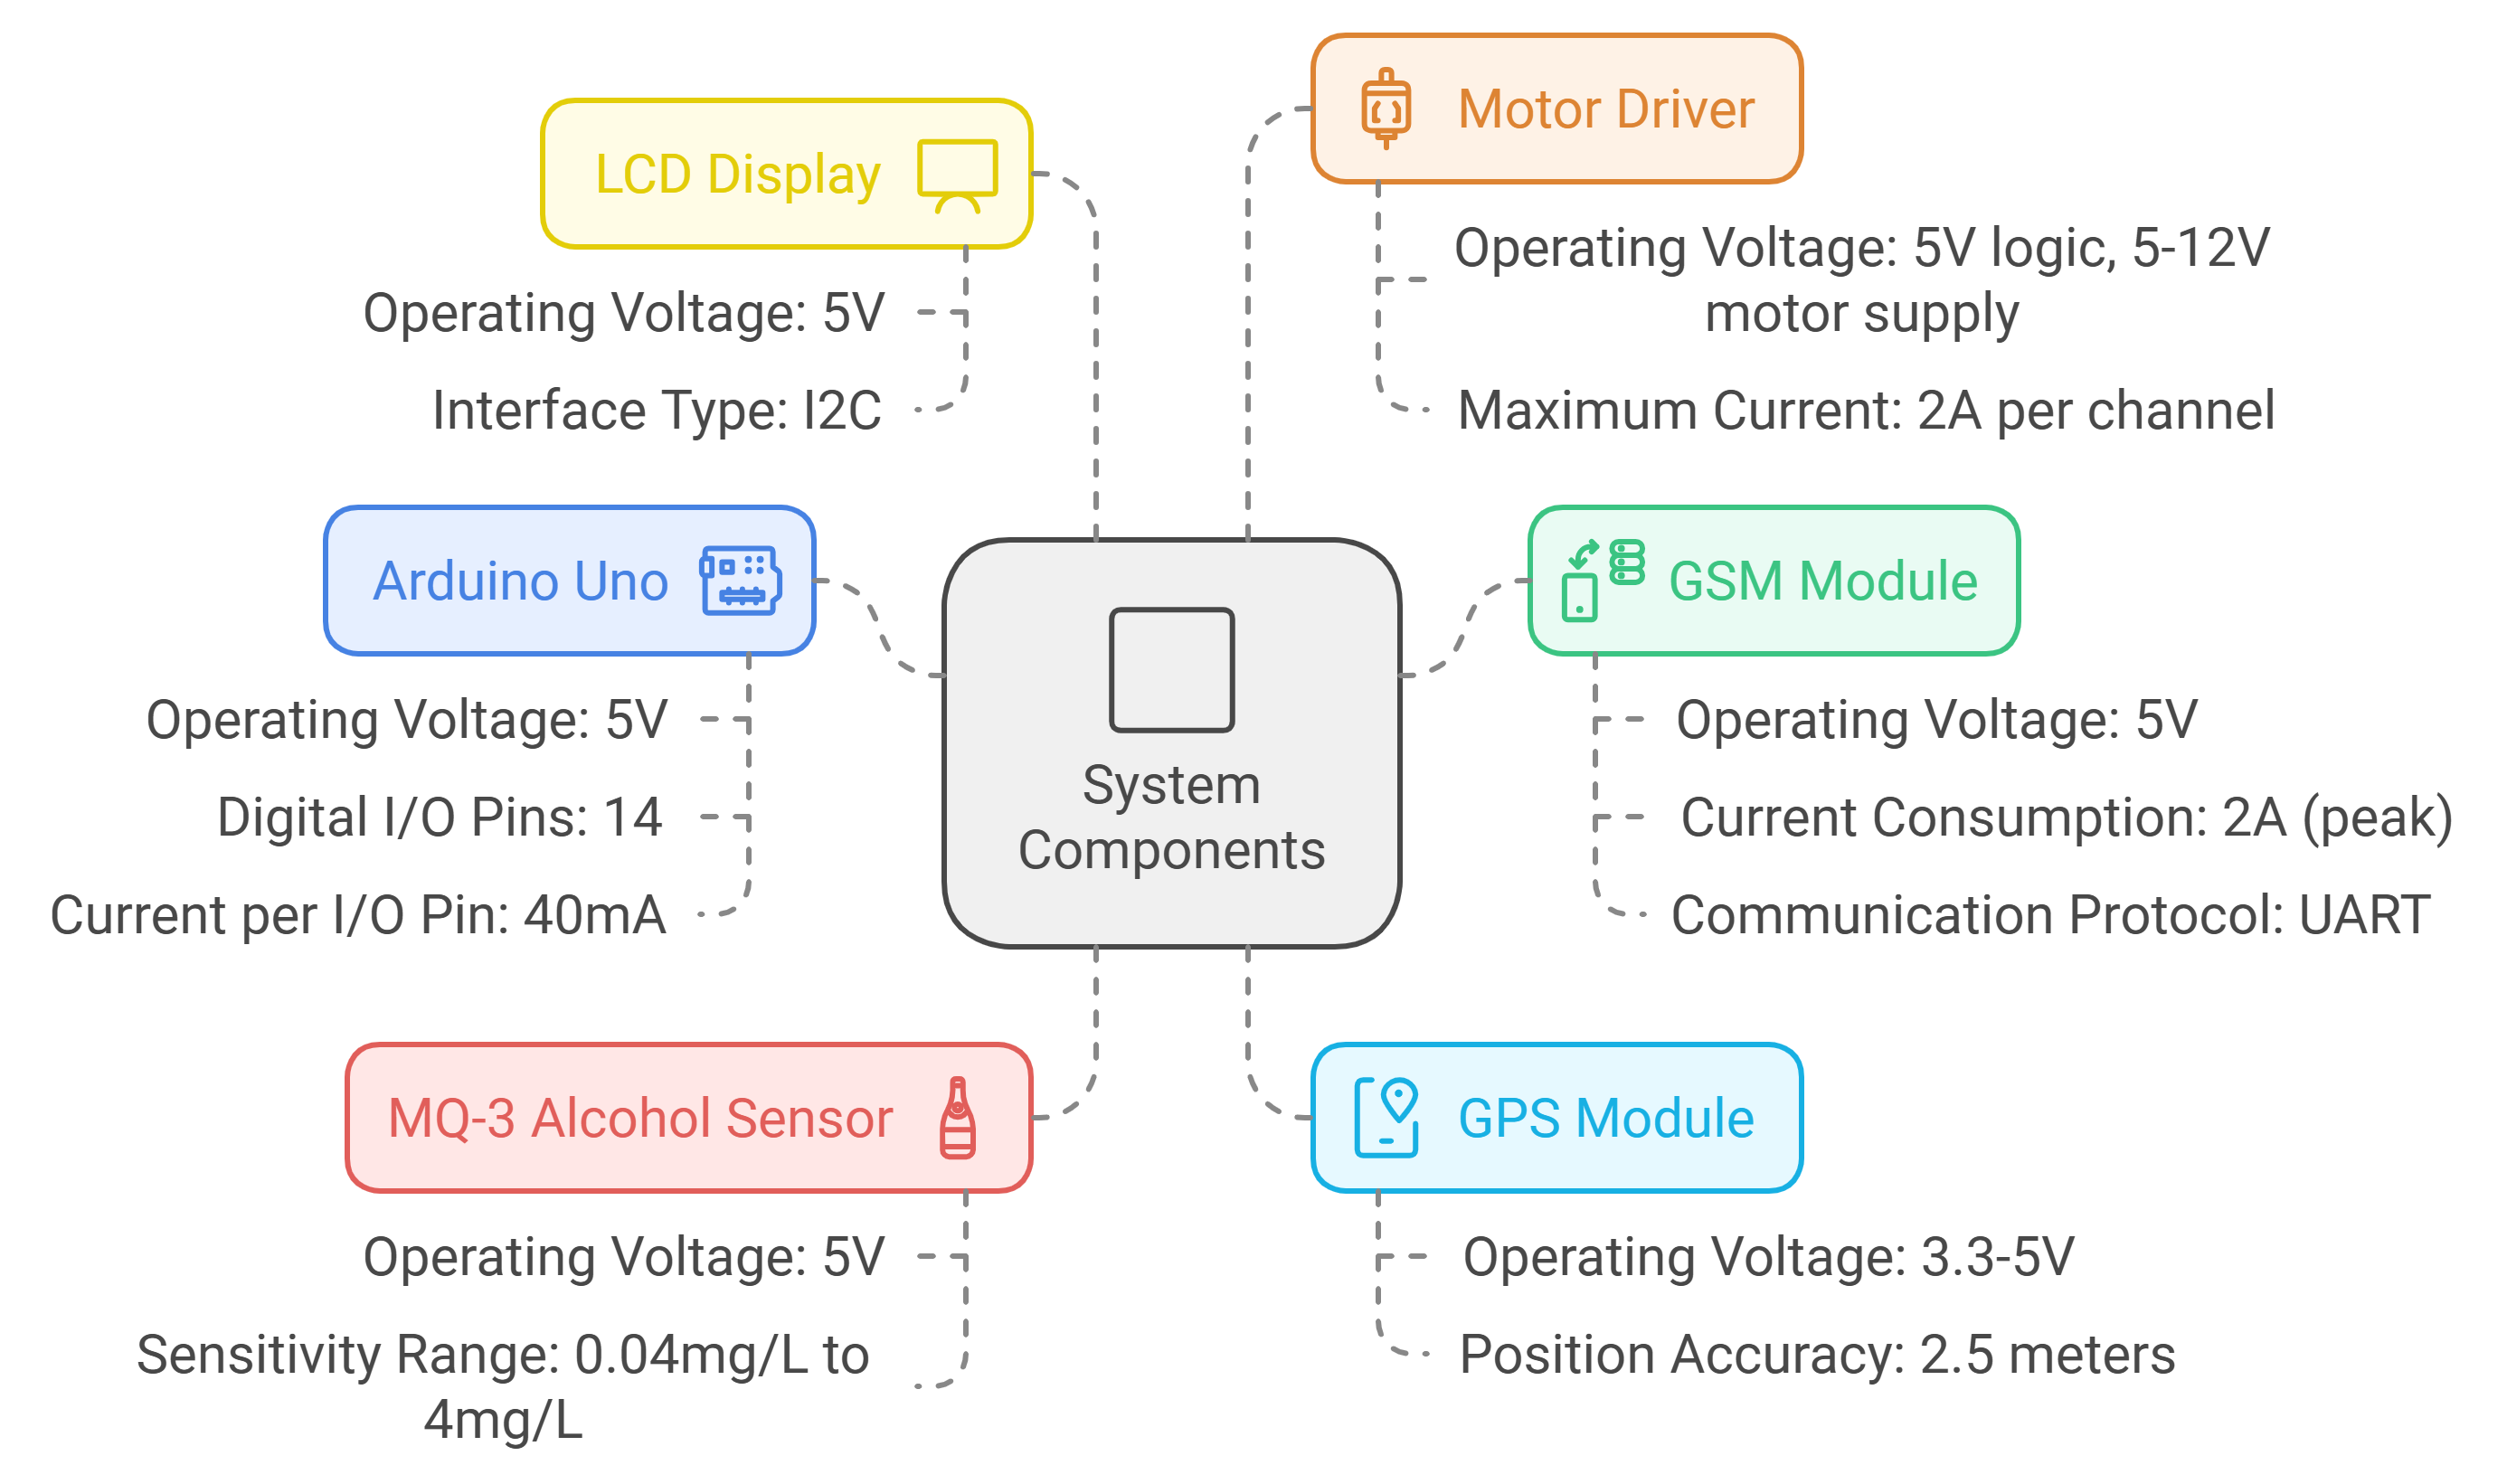 LCD Display
Operating Voltage: 5V
Interface Type: I2C
Motor Driver
Operating Voltage: 5V logic, 5-12V
motor supply
Maximum Current: 2A per channel
Arduino Uno
Operating Voltage: 5V
Digital I/O Pins: 14
Current per I/O Pin: 40mA
System
Components
GSM Module
Operating Voltage: 5V
Current Consumption: 2A (peak)
Communication Protocol: UART
MQ-3 Alcohol Sensor
Operating Voltage: 5V
Sensitivity Range: 0.04mg/L to
4mg/L
GPS Module
Operating Voltage: 3.3-5V
Position Accuracy: 2.5 meters